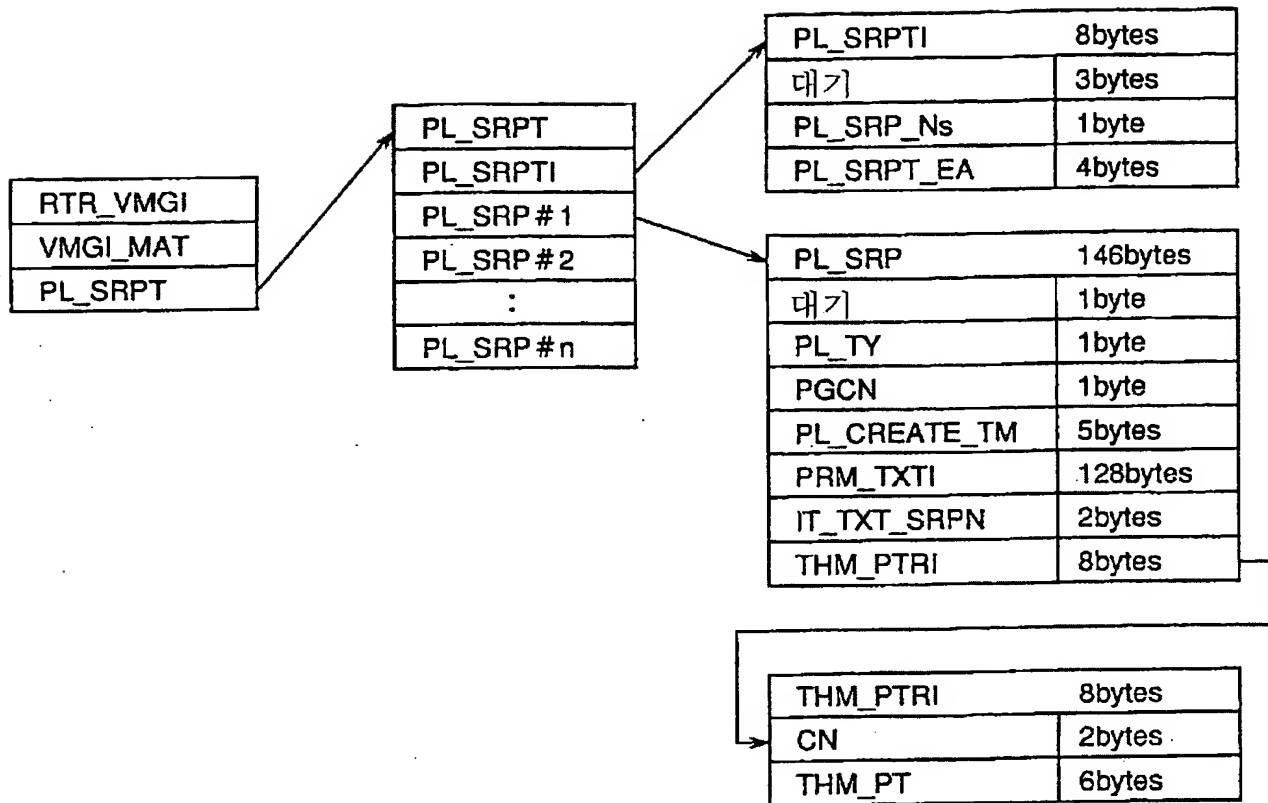 RTR_VMGI
VMGI_MAT
PL_SRPT
PL_SRPT
PL_SRPTI
PL_SRP#1
PL_SRP#2
:
PL_SRP#n
PL_SRPTI 8bytes
대기 3bytes
PL_SRP_Ns 1byte
PL_SRPT_EA 4bytes
PL_SRP 146bytes
대기 1byte
PL_TY 1byte
PGCN 1byte
PL_CREATE_TM 5bytes
PRM_TXTI 128bytes
IT_TXT_SRPN 2bytes
THM_PTRI 8bytes
THM_PTRI 8bytes
CN 2bytes
THM_PT 6bytes